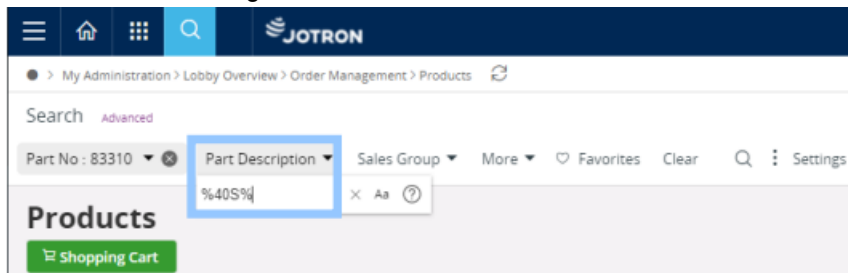 JOTRON
> My Administration > Lobby Overview > Order Management > Products
Search Advanced
Part No : 83310 Part Description Sales Group More Favorites Clear Settings
%40S% Aa ?
Products
Shopping Cart